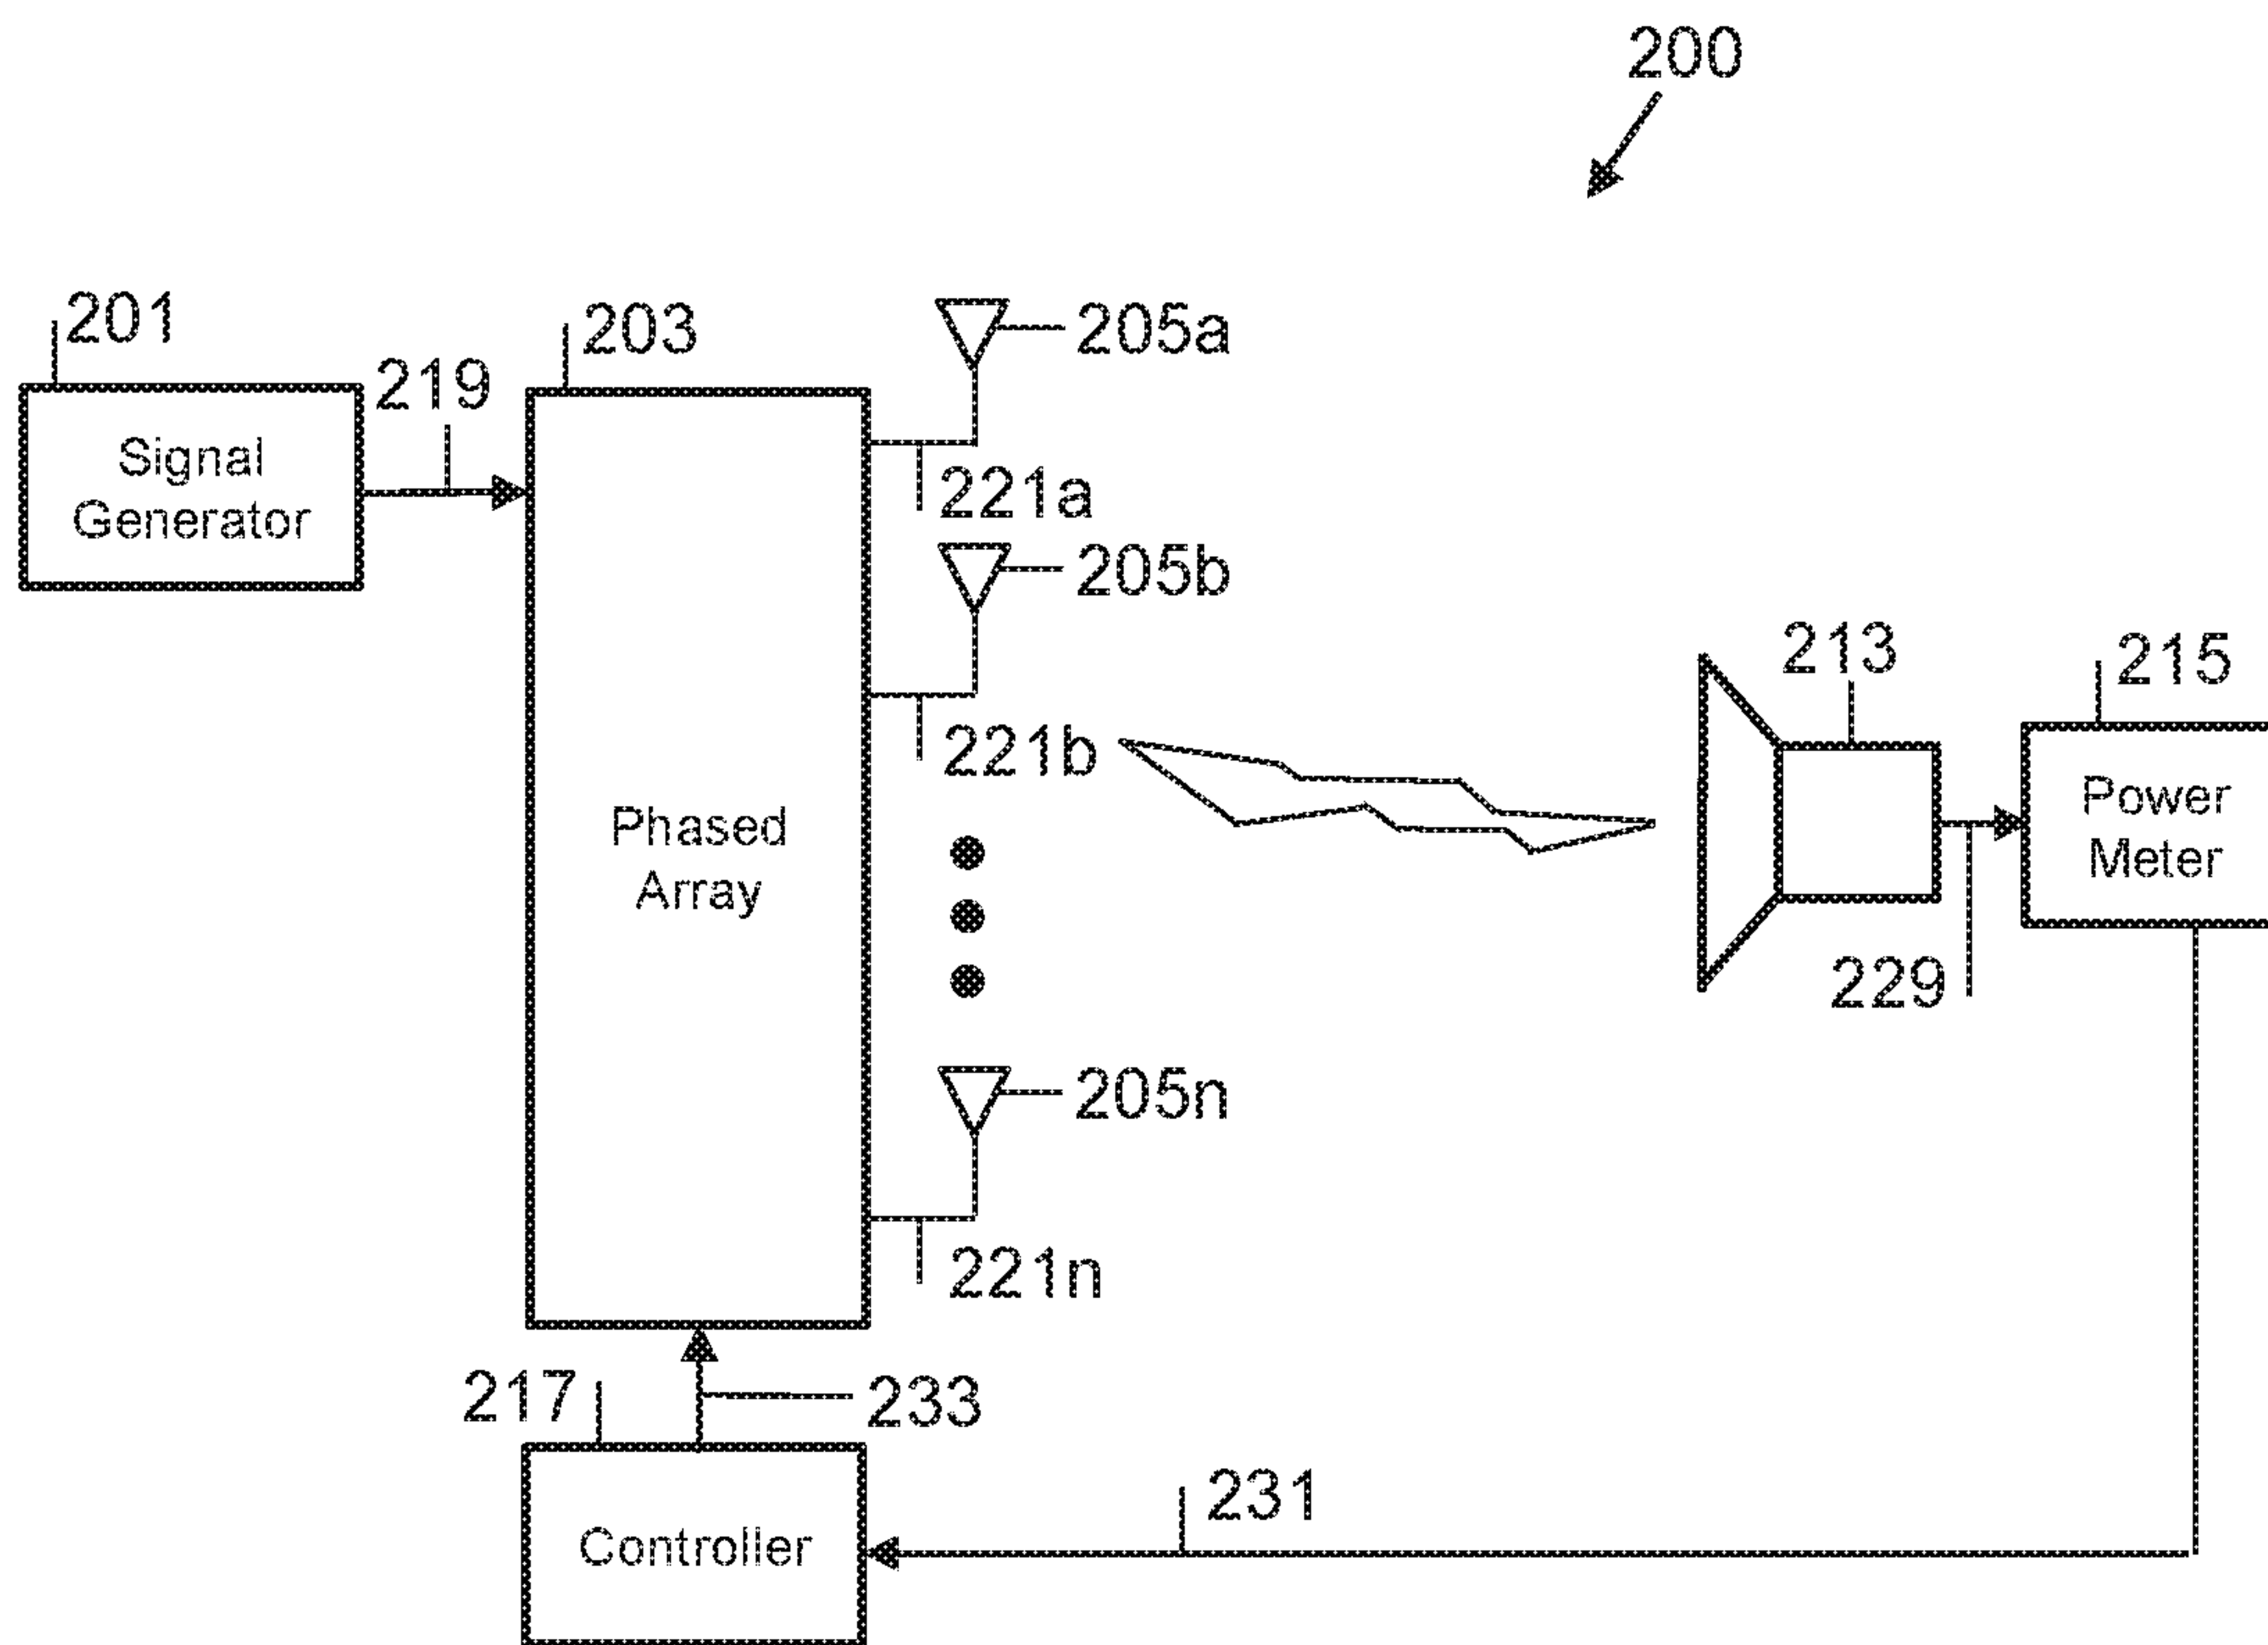 200
201
203
205a
219
Signal
Generator
221a
205b
213
215
221b
Power
Meter
Phased
Array
229
205n
221n
217
233
231
Controller